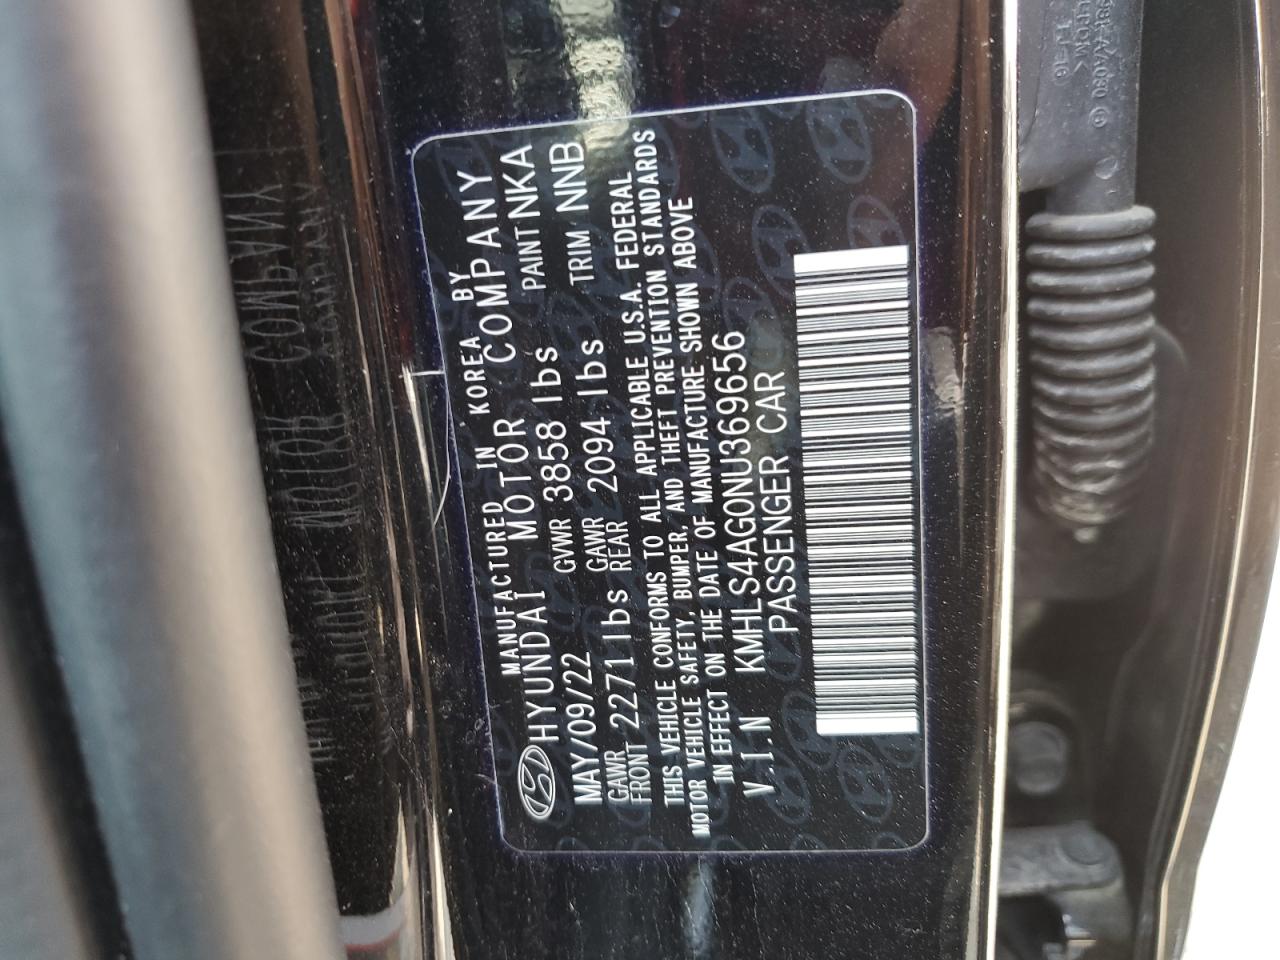 MANUFACTURED IN KOREA BY
HYUNDAI MOTOR COMPANY
MAY/09/22 GVWR 3858 lbs PAINT NKA
GAWR FRONT 2271 lbs GAWR REAR 2094 lbs TRIM NNB
THIS VEHICLE CONFORMS TO ALL APPLICABLE U.S.A. FEDERAL
MOTOR VEHICLE SAFETY, BUMPER, AND THEFT PREVENTION STANDARDS
IN EFFECT ON THE DATE OF MANUFACTURE SHOWN ABOVE
V.I.N KMHLS4AG0NU369656
PASSENGER CAR